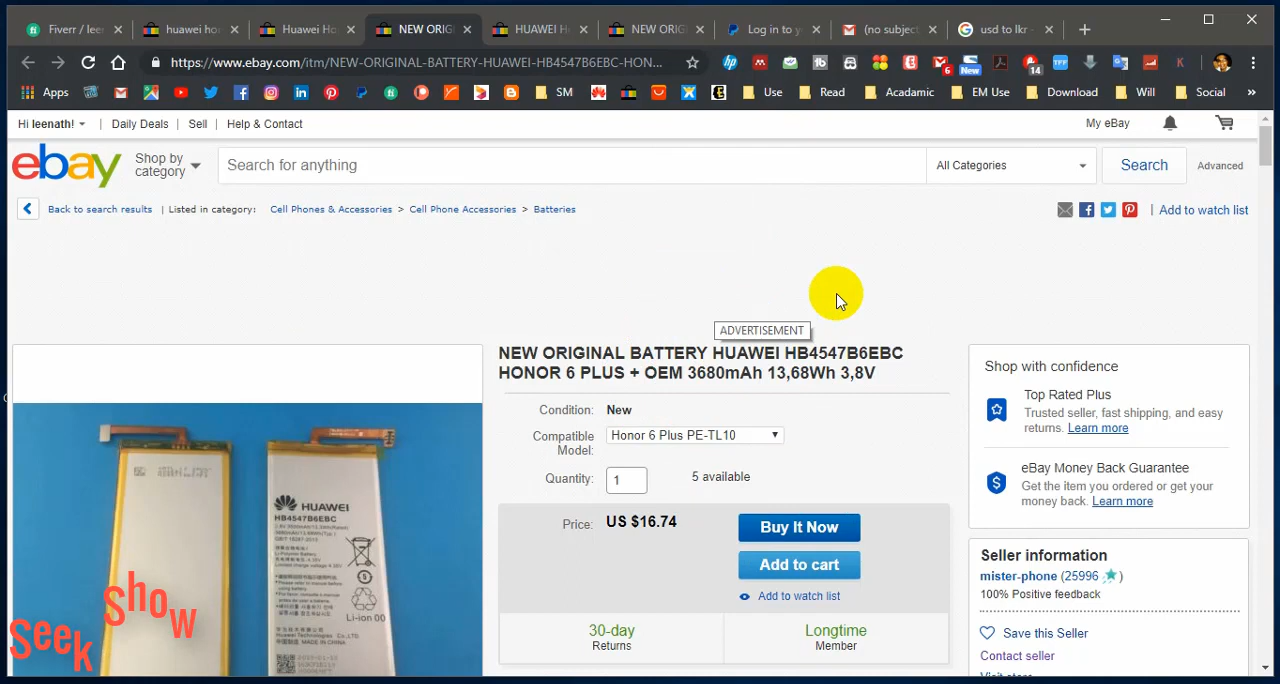 Fiverr / lee
huawei ho
Huawei Ho
NEW ORIG
HUAWEI H
NEW ORIG
Log in to y
(no subjec
usd to lkr -
https://www.ebay.com/itm/NEW-ORIGINAL-BATTERY-HUAWEI-HB4547B6EBC-HON...
6
New
14
TFF
Apps
SM
Use
Read
Acadamic
EM Use
Download
Will
Social
»
Hi leenath!
Daily Deals
Sell
Help & Contact
My eBay
ebay
Shop by
category
Search for anything
All Categories
Search
Advanced
Back to search results | Listed in category: Cell Phones & Accessories > Cell Phone Accessories > Batteries
| Add to watch list
ADVERTISEMENT
NEW ORIGINAL BATTERY HUAWEI HB4547B6EBC
HONOR 6 PLUS + OEM 3680mAh 13,68Wh 3,8V
Condition: New
Compatible
Model:
Honor 6 Plus PE-TL10
Quantity: 1
5 available
Price: US $16.74
Buy It Now
Add to cart
Add to watch list
30-day
Returns
Longtime
Member
Shop with confidence
Top Rated Plus
Trusted seller, fast shipping, and easy
returns. Learn more
eBay Money Back Guarantee
Get the item you ordered or get your
money back. Learn more
Seller information
mister-phone (25996 )
100% Positive feedback
Save this Seller
Contact seller
HUAWEI
HB4547B6EBC
Li-ion 00
Seek Show